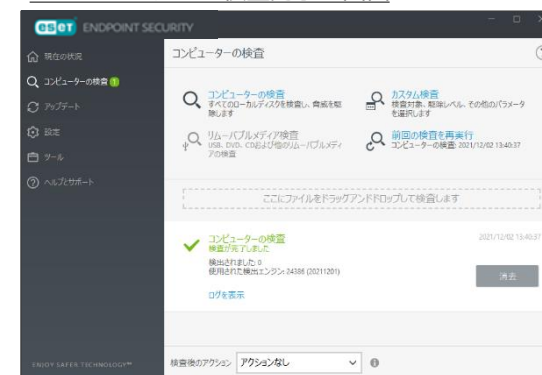 eset ENDPOINT SECURITY
現在の状況
コンピューターの検査
アップデート
設定
ツール
ヘルプとサポート
ENJOY SAFER TECHNOLOGY™
コンピューターの検査
コンピューターの検査
すべてのローカルディスクを検査し、脅威を駆
除します
カスタム検査
検査対象、駆除レベル、その他のパラメータ
を選択します
リムーバブルメディア検査
USB、DVD、CDおよび他のリムーバブルメディ
アの検査
前回の検査を再実行
コンピューターの検査: 2021/12/02 13:40:37
ここにファイルをドラッグアンドドロップして検査します
コンピューターの検査
2021/12/02 13:40:37
検査が完了しました
検出されました: 0
使用された検出エンジン: 24386 (20211201)
消去
ログを表示
検査後のアクション アクションなし